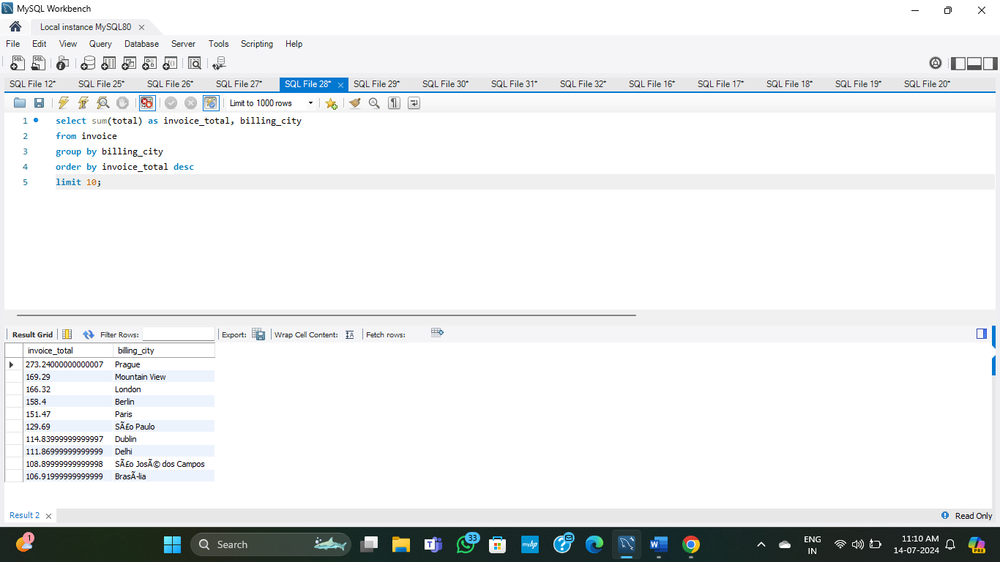 MySQL Workbench
Local instance MySQL80
File Edit View Query Database Server Tools Scripting Help
SQL File 12* SQL File 25* SQL File 26* SQL File 27* SQL File 28* SQL File 29* SQL File 30* SQL File 31* SQL File 32* SQL File 16* SQL File 17* SQL File 18* SQL File 19* SQL File 20*
Limit to 1000 rows
1 select sum(total) as invoice_total, billing_city
2 from invoice
3 group by billing_city
4 order by invoice_total desc
5 limit 10;
Result Grid Filter Rows: Export: Wrap Cell Content: Fetch rows:
invoice_total billing_city
273.24000000000007 Prague
169.29 Mountain View
166.32 London
158.4 Berlin
151.47 Paris
129.69 SÃ£o Paulo
114.83999999999997 Dublin
111.86999999999999 Delhi
108.89999999999998 SÃ£o JosÃ© dos Campos
106.91999999999999 BrasÃ-lia
Result 2 Read Only
1 Search 33 myhp ENG IN 11:10 AM 14-07-2024 PRE